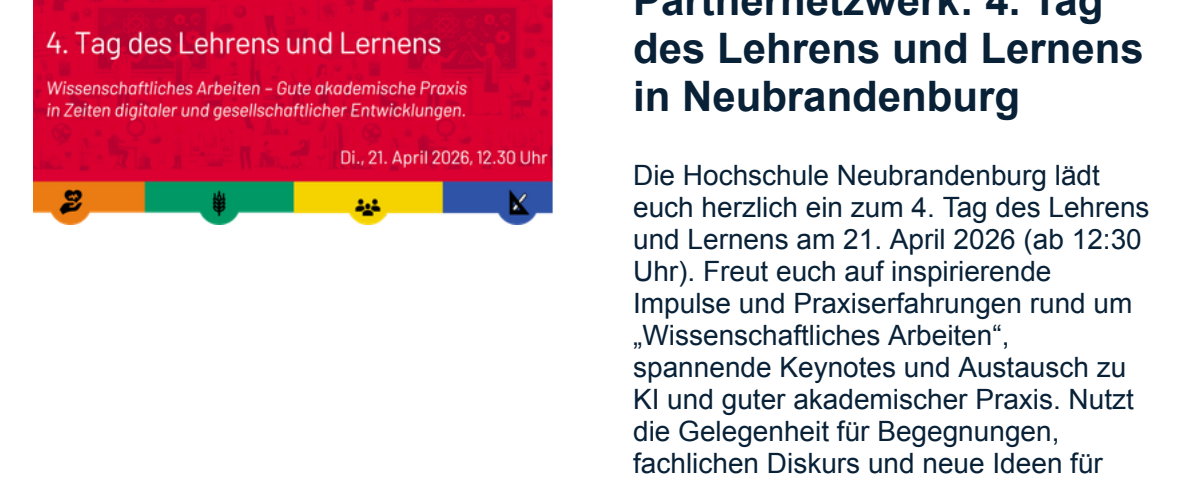 4. Tag des Lehrens und Lernens
Wissenschaftliches Arbeiten – Gute akademische Praxis
in Zeiten digitaler und gesellschaftlicher Entwicklungen.
Di., 21. April 2026, 12.30 Uhr
Partnernetzwerk: 4. Tag
des Lehrens und Lernens
in Neubrandenburg
Die Hochschule Neubrandenburg lädt
euch herzlich ein zum 4. Tag des Lehrens
und Lernens am 21. April 2026 (ab 12:30
Uhr). Freut euch auf inspirierende
Impulse und Praxiserfahrungen rund um
„Wissenschaftliches Arbeiten“,
spannende Keynotes und Austausch zu
KI und guter akademischer Praxis. Nutzt
die Gelegenheit für Begegnungen,
fachlichen Diskurs und neue Ideen für